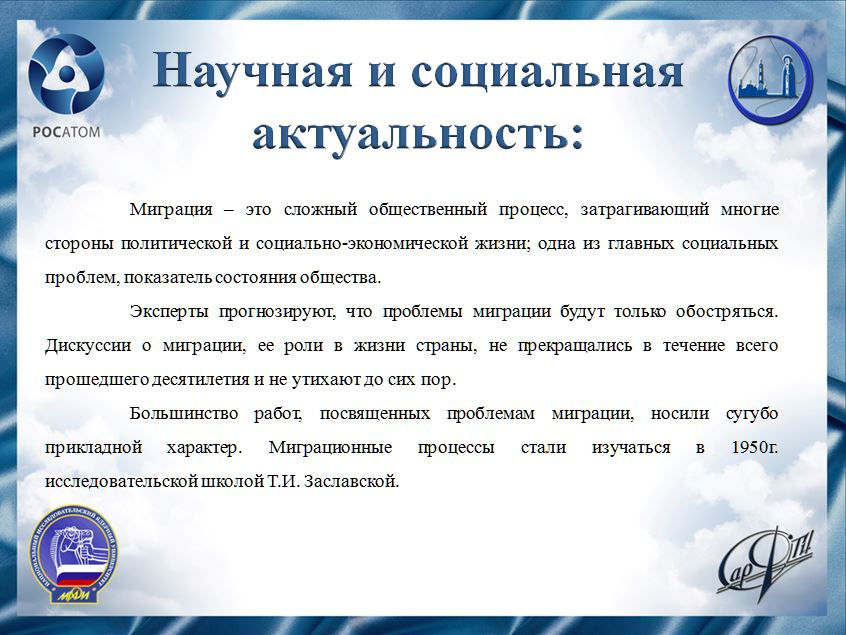 Научная и социальная
актуальность:
РОСАТОМ
Миграция – это сложный общественный процесс, затрагивающий многие
стороны политической и социально-экономической жизни; одна из главных социальных
проблем, показатель состояния общества.
Эксперты прогнозируют, что проблемы миграции будут только обостряться.
Дискуссии о миграции, ее роли в жизни страны, не прекращались в течение всего
прошедшего десятилетия и не утихают до сих пор.
Большинство работ, посвященных проблемам миграции, носили сугубо
прикладной характер. Миграционные процессы стали изучаться в 1950г.
исследовательской школой Т.И. Заславской.
НАЦИОНАЛЬНЫЙ ИССЛЕДОВАТЕЛЬСКИЙ ЯДЕРНЫЙ УНИВЕРСИТЕТ
МИФИ
СарФТИ